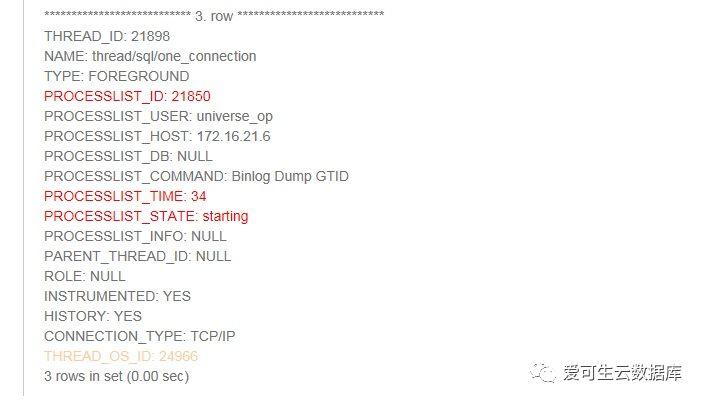 *************************** 3. row ***************************
THREAD_ID: 21898
NAME: thread/sql/one_connection
TYPE: FOREGROUND
PROCESSLIST_ID: 21850
PROCESSLIST_USER: universe_op
PROCESSLIST_HOST: 172.16.21.6
PROCESSLIST_DB: NULL
PROCESSLIST_COMMAND: Binlog Dump GTID
PROCESSLIST_TIME: 34
PROCESSLIST_STATE: starting
PROCESSLIST_INFO: NULL
PARENT_THREAD_ID: NULL
ROLE: NULL
INSTRUMENTED: YES
HISTORY: YES
CONNECTION_TYPE: TCP/IP
THREAD_OS_ID: 24966
3 rows in set (0.00 sec)
爱可生云数据库